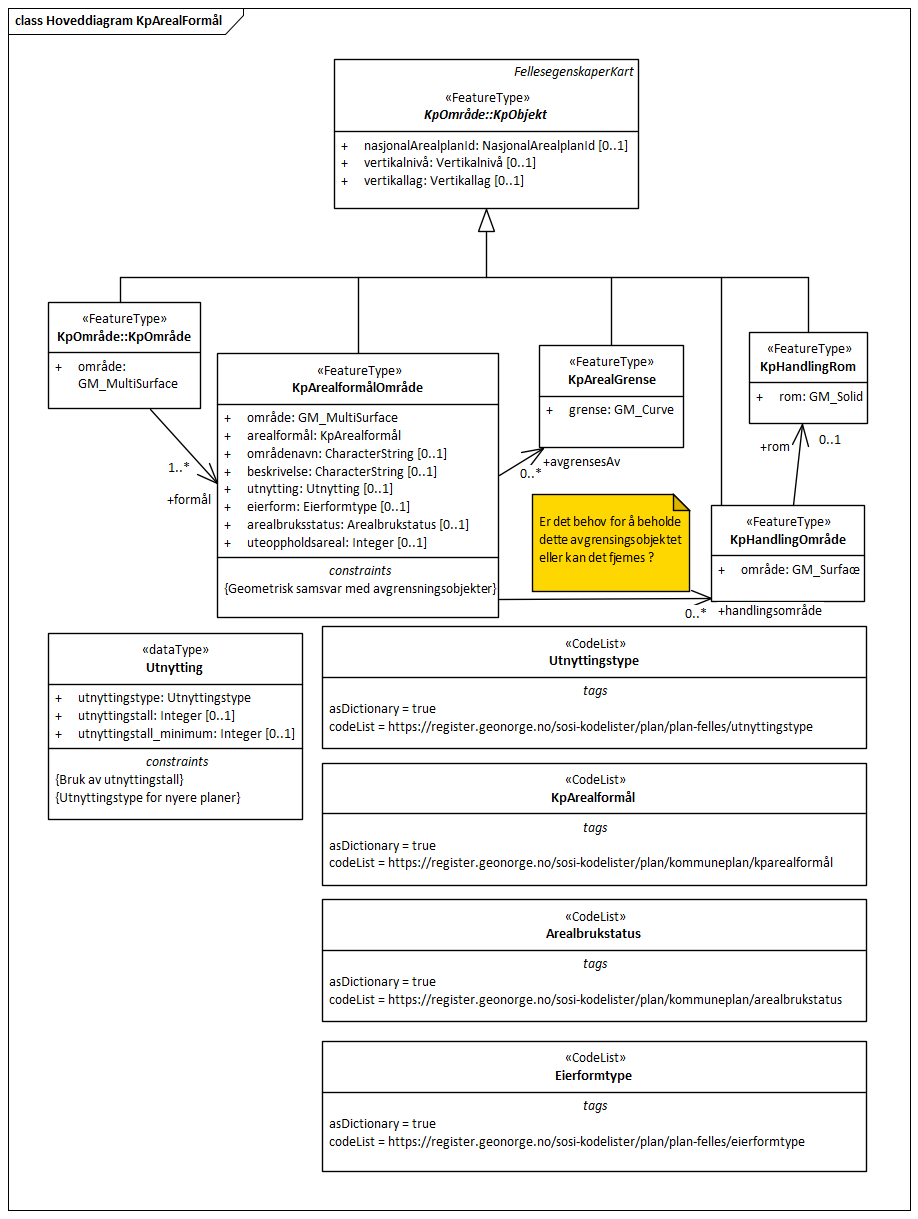 class Hoveddiagram KpArealFormål
FellesegenskaperKart
«FeatureType»
KpOmråde::KpObjekt
+ nasjonalArealplanId: NasjonalArealplanId [0..1]
+ vertikalnivå: Vertikalnivå [0..1]
+ vertikallag: Vertikallag [0..1]
«FeatureType»
KpOmråde::KpOmråde
+ område:
GM_MultiSurface
«FeatureType»
KpArealformålOmråde
+ område: GM_MultiSurface
+ arealformål: KpArealformål
+ områdenavn: CharacterString [0..1]
+ beskrivelse: CharacterString [0..1]
+ utnytting: Utnytting [0..1]
+ eierform: Eierformtype [0..1]
+ arealbruksstatus: Arealbrukstatus [0..1]
+ uteoppholdsareal: Integer [0..1]
constraints
{Geometrisk samsvar med avgrensningsobjekter}
«FeatureType»
KpArealGrense
+ grense: GM_Curve
«FeatureType»
KpHandlingRom
+ rom: GM_Solid
1..*
+formål
+avgrensesAv
0..*
+rom
0..1
Er det behov for å beholde
dette avgrensingsobjektet
eller kan det fjernes ?
«FeatureType»
KpHandlingOmråde
+ område: GM_Surface
0..*
+handlingsområde
«dataType»
Utnytting
+ utnyttingstype: Utnyttingstype
+ utnyttingstall: Integer [0..1]
+ utnyttingstall_minimum: Integer [0..1]
constraints
{Bruk av utnyttingstall}
{Utnyttingstype for nyere planer}
«CodeList»
Utnyttingstype
tags
asDictionary = true
codeList = https://register.geonorge.no/sosi-kodelister/plan/plan-felles/utnyttingstype
«CodeList»
KpArealformål
tags
asDictionary = true
codeList = https://register.geonorge.no/sosi-kodelister/plan/kommuneplan/kparealformål
«CodeList»
Arealbrukstatus
tags
asDictionary = true
codeList = https://register.geonorge.no/sosi-kodelister/plan/kommuneplan/arealbrukstatus
«CodeList»
Eierformtype
tags
asDictionary = true
codeList = https://register.geonorge.no/sosi-kodelister/plan/plan-felles/eierformtype